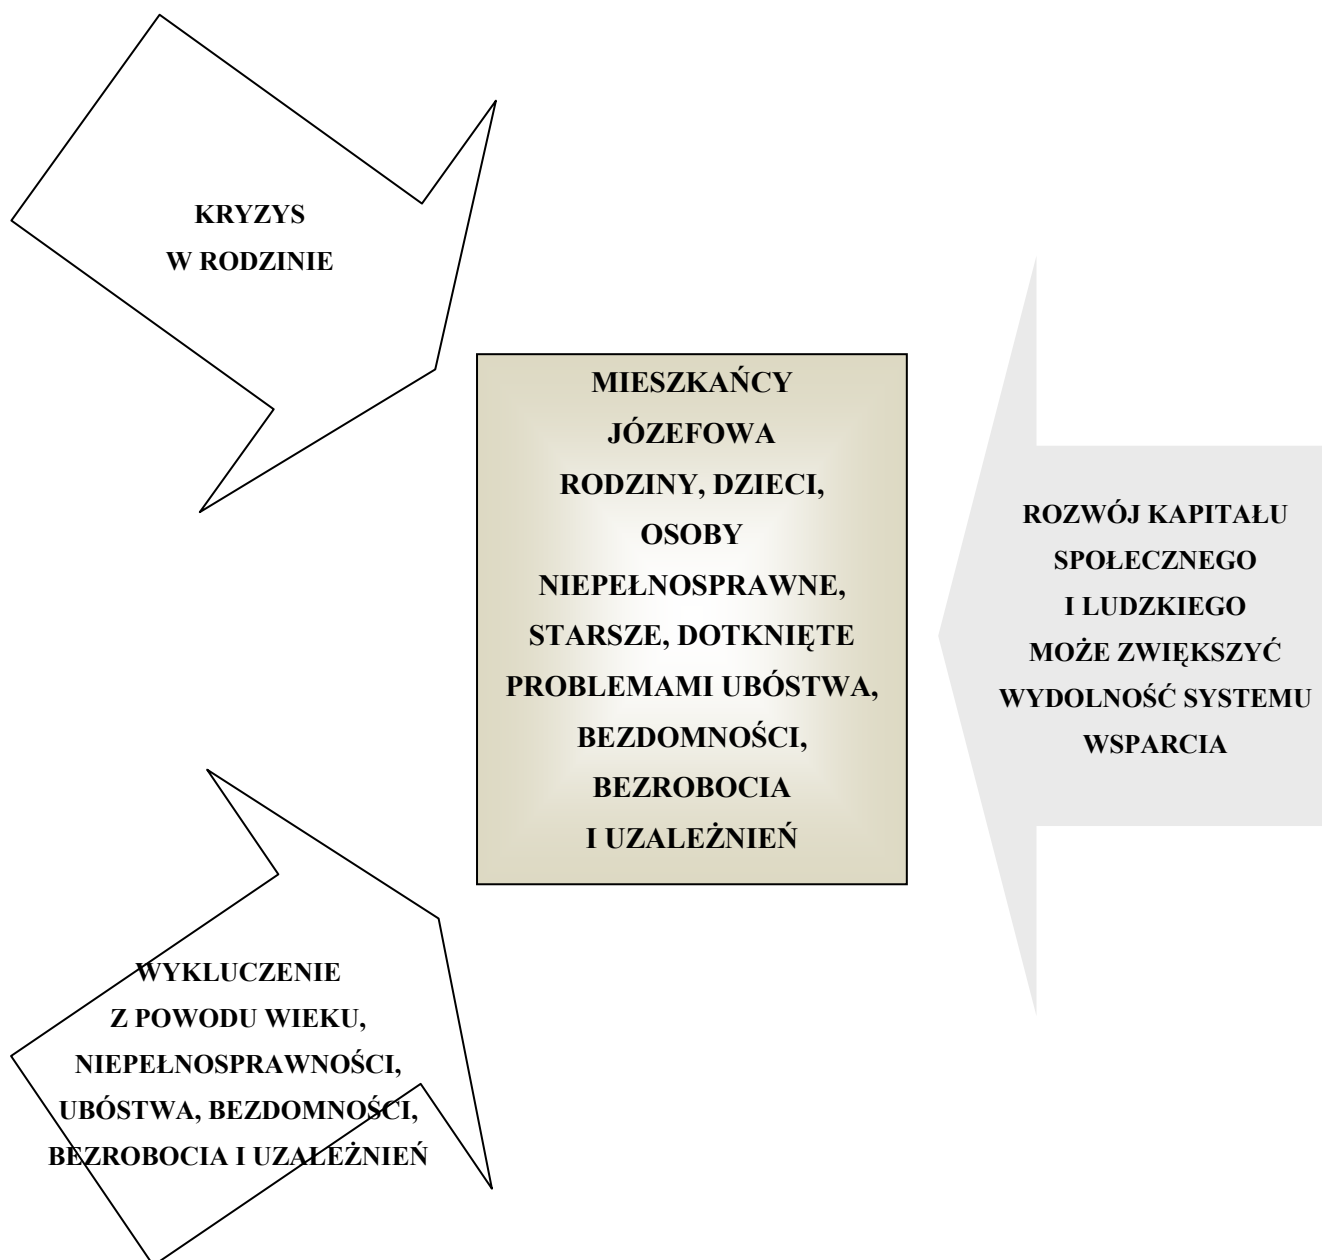 KRYZYS
W RODZINIE
MIESZKAŃCY
JÓZEFOWA
RODZINY, DZIECI,
OSOBY
NIEPEŁNOSPRAWNE,
STARSZE, DOTKNIĘTE
PROBLEMAMI UBÓSTWA,
BEZDOMNOŚCI,
BEZROBOCIA
I UZALEŻNIEŃ
ROZWÓJ KAPITAŁU
SPOŁECZNEGO
I LUDZKIEGO
MOŻE ZWIĘKSZYĆ
WYDOLNOŚĆ SYSTEMU
WSPARCIA
WYKLUCZENIE
Z POWODU WIEKU,
NIEPEŁNOSPRAWNOŚCI,
UBÓSTWA, BEZDOMNOŚCI,
BEZROBOCIA I UZALEŻNIEŃ